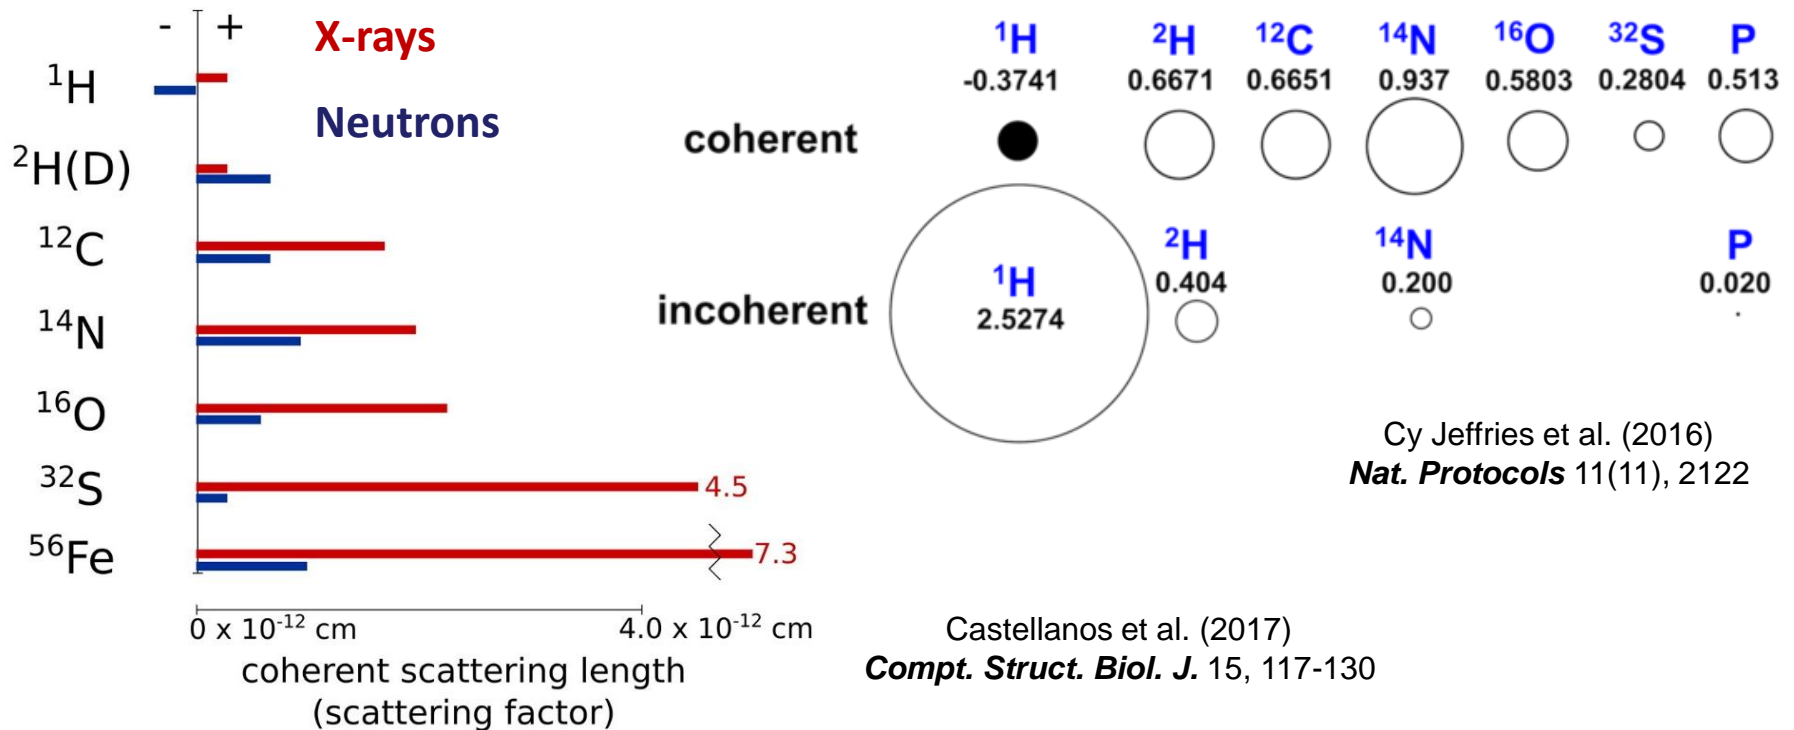 - +
X-rays
Neutrons
¹H
²H(D)
¹²C
¹⁴N
¹⁶O
³²S
4.5
⁵⁶Fe
7.3
0 x 10⁻¹² cm 4.0 x 10⁻¹² cm
coherent scattering length
(scattering factor)
¹H ²H ¹²C ¹⁴N ¹⁶O ³²S P
-0.3741 0.6671 0.6651 0.937 0.5803 0.2804 0.513
coherent
²H ¹⁴N P
0.404 0.200 0.020
¹H
2.5274
incoherent
Cy Jeffries et al. (2016)
Nat. Protocols 11(11), 2122
Castellanos et al. (2017)
Compt. Struct. Biol. J. 15, 117-130